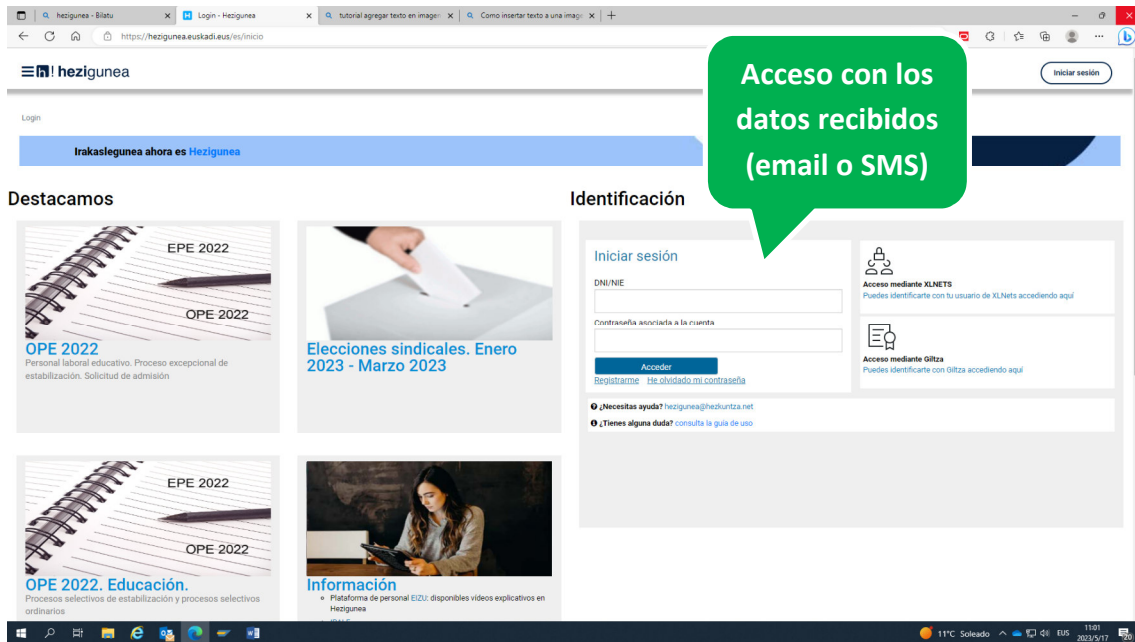 hezigunea - Bilatu
Login - Hezigunea
tutorial agregar texto en imagen
Como insertar texto a una image
https://hezigunea.euskadi.eus/es/inicio
h! hezigunea
Iniciar sesión
Acceso con los
datos recibidos
(email o SMS)
Login
Irakaslegunea ahora es Hezigunea
Destacamos
EPE 2022
OPE 2022
OPE 2022
Personal laboral educativo. Proceso excepcional de
estabilización. Solicitud de admisión
Elecciones sindicales. Enero
2023 - Marzo 2023
EPE 2022
OPE 2022
OPE 2022. Educación.
Procesos selectivos de estabilización y procesos selectivos
ordinarios
Información
Plataforma de personal EIZU: disponibles vídeos explicativos en
Hezigunea
Identificación
Iniciar sesión
DNI/NIE
Contraseña asociada a la cuenta
Acceder
Registrarme He olvidado mi contraseña
Acceso mediante XLNETS
Puedes identificarte con tu usuario de XLNets accediendo aquí
Acceso mediante Giltza
Puedes identificarte con Giltza accediendo aquí
¿Necesitas ayuda? hezigunea@hezkuntza.net
¿Tienes alguna duda? consulta la guía de uso
11°C Soleado
EUS
11:01
2023/5/17
20